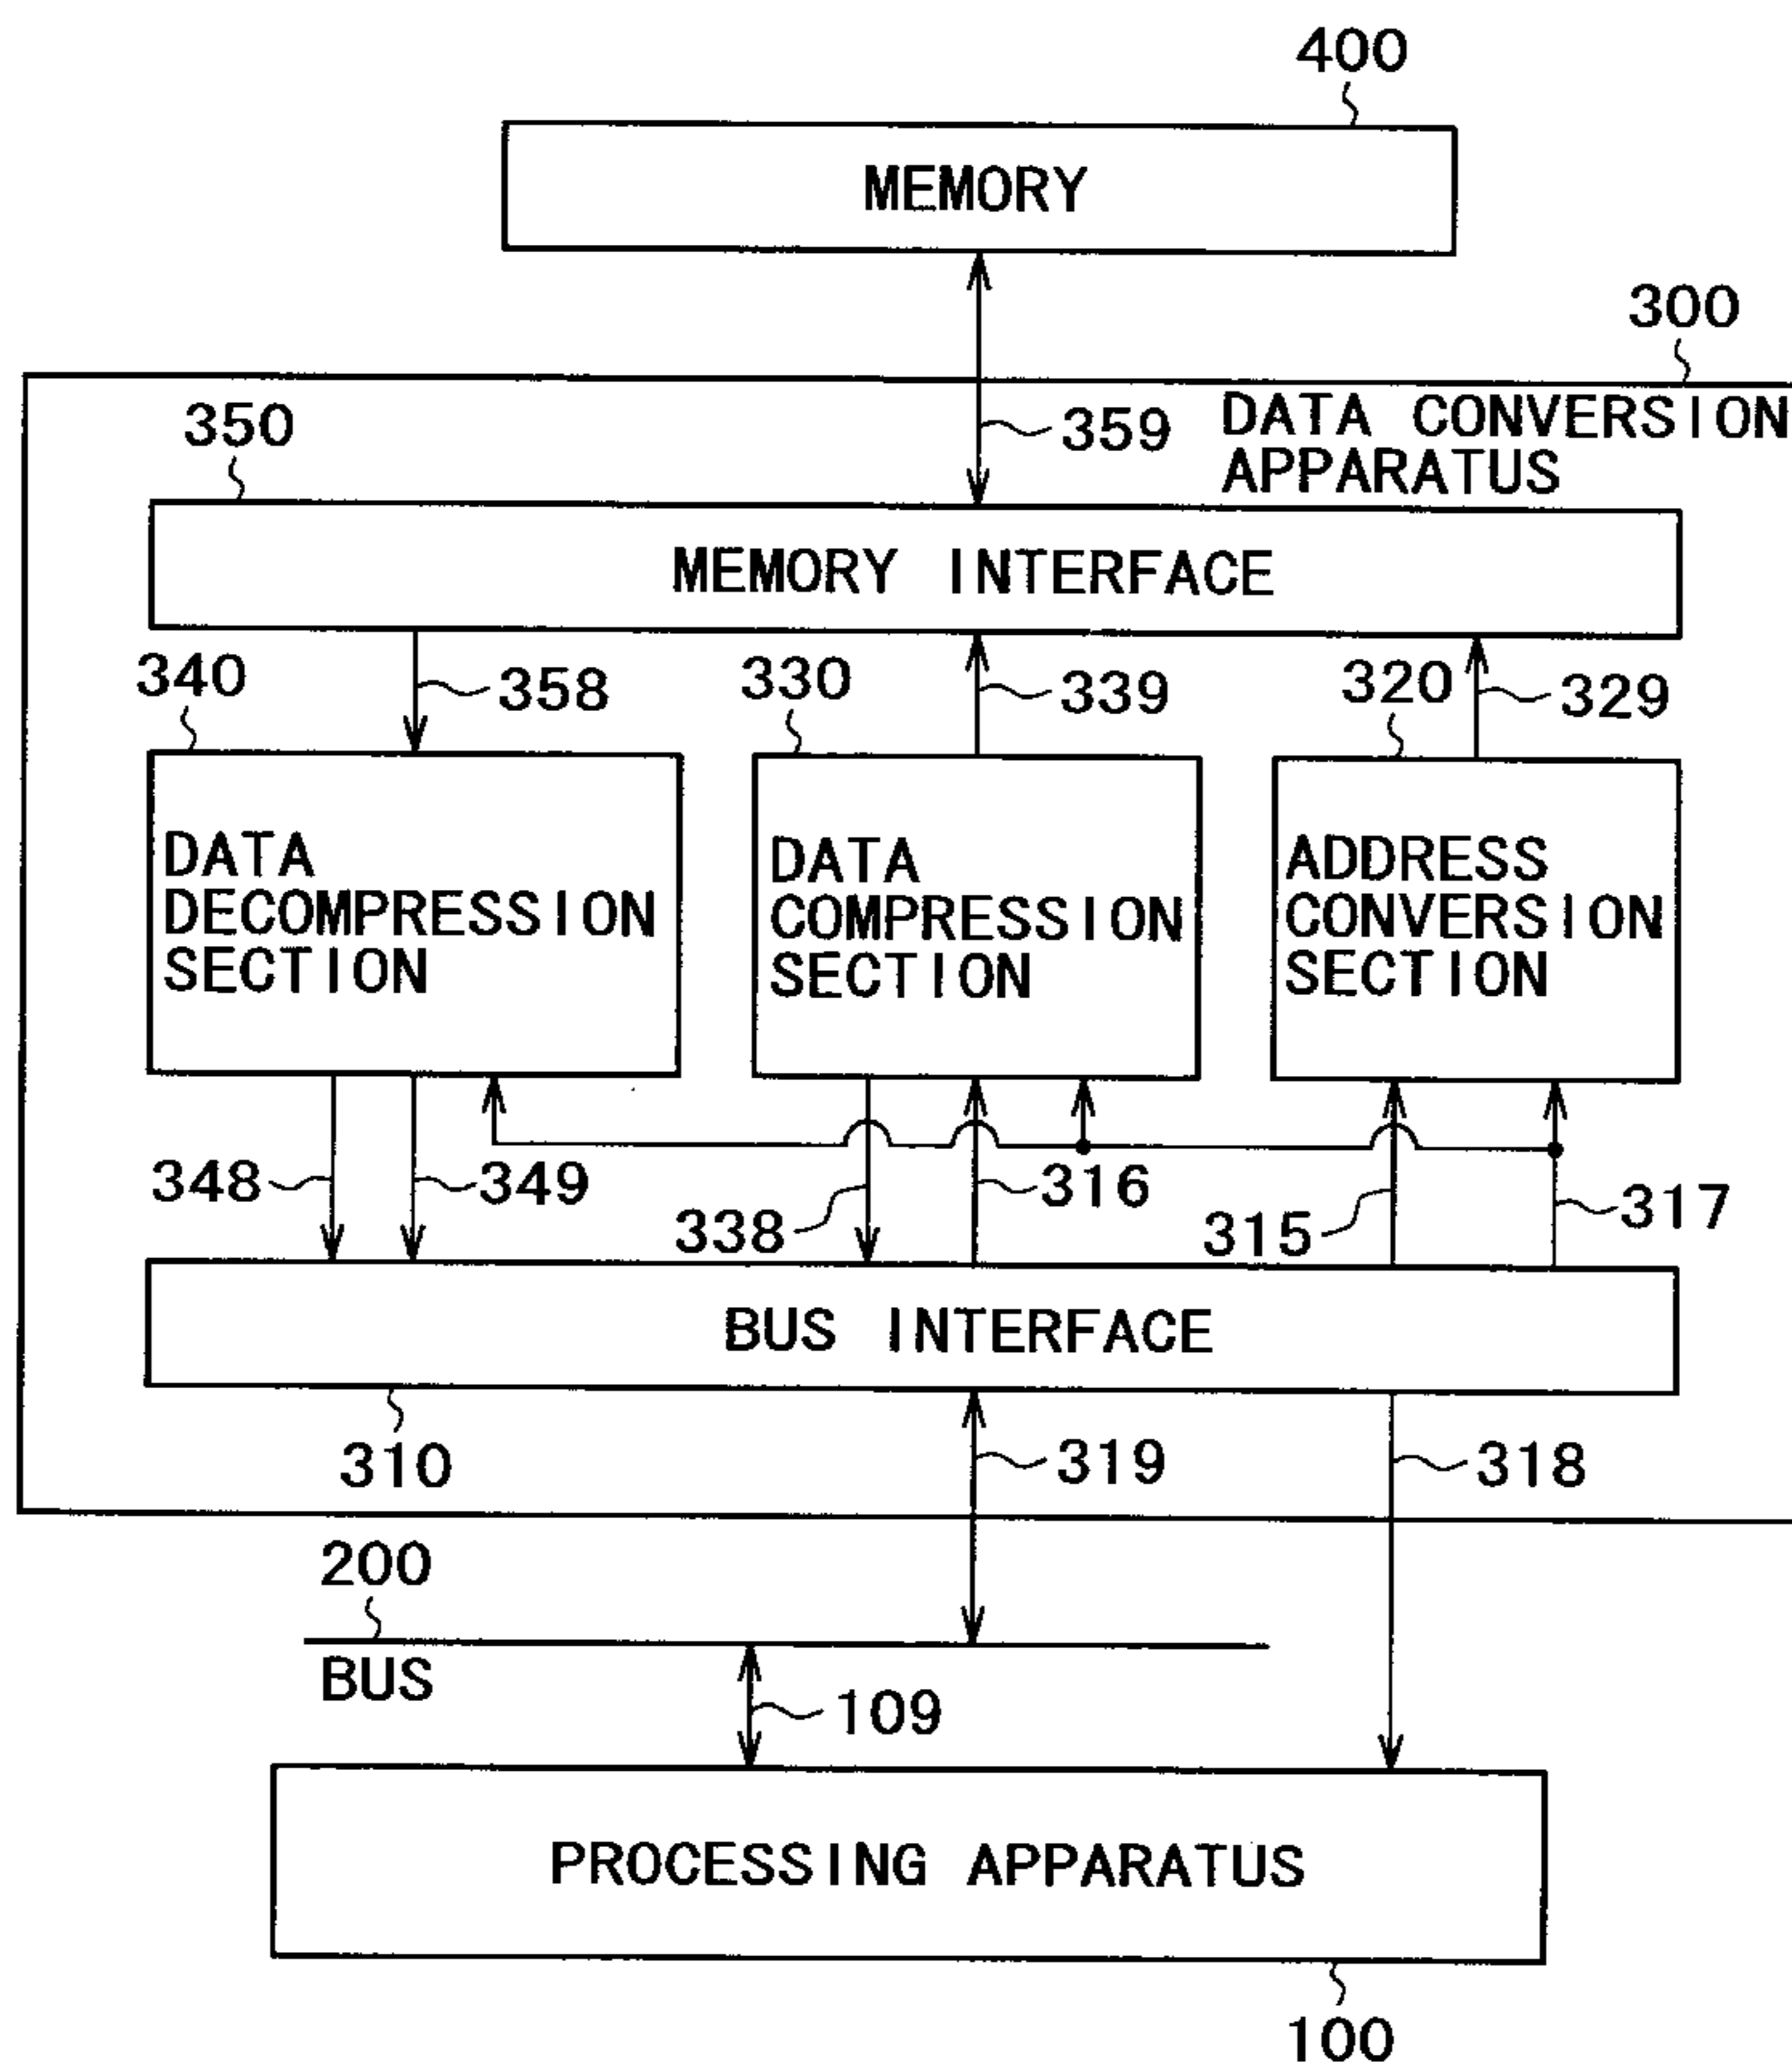 400
MEMORY
300
DATA CONVERSION
APPARATUS
350
359
MEMORY INTERFACE
340
358
330
339
320
329
DATA
DECOMPRESSION
SECTION
DATA
COMPRESSION
SECTION
ADDRESS
CONVERSION
SECTION
348
349
338
316
315
317
BUS INTERFACE
310
319
318
200
BUS
109
PROCESSING APPARATUS
100